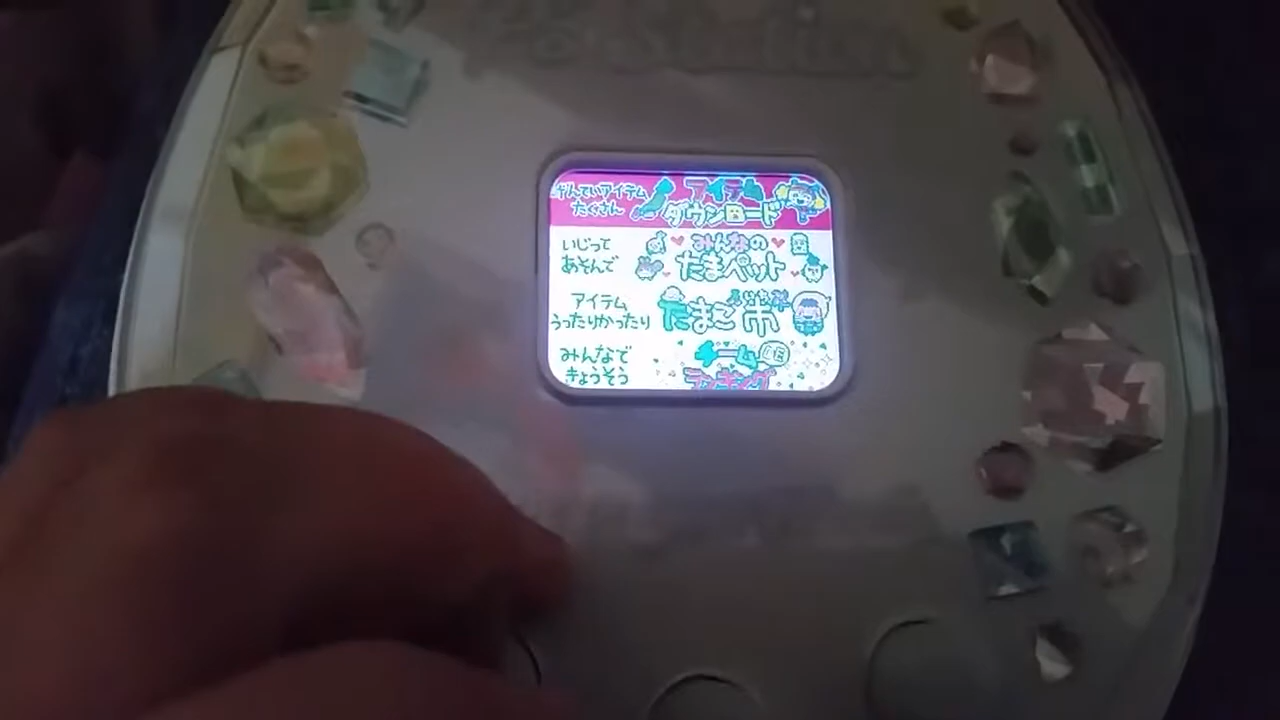 げんていアイテム
たくさん
アイテム
ダウンロード
いじって
あそんで
みんなの
たまペット
アイテム
うったりかったり
たまご市
みんなで
きょうそう
チーム
ランキング